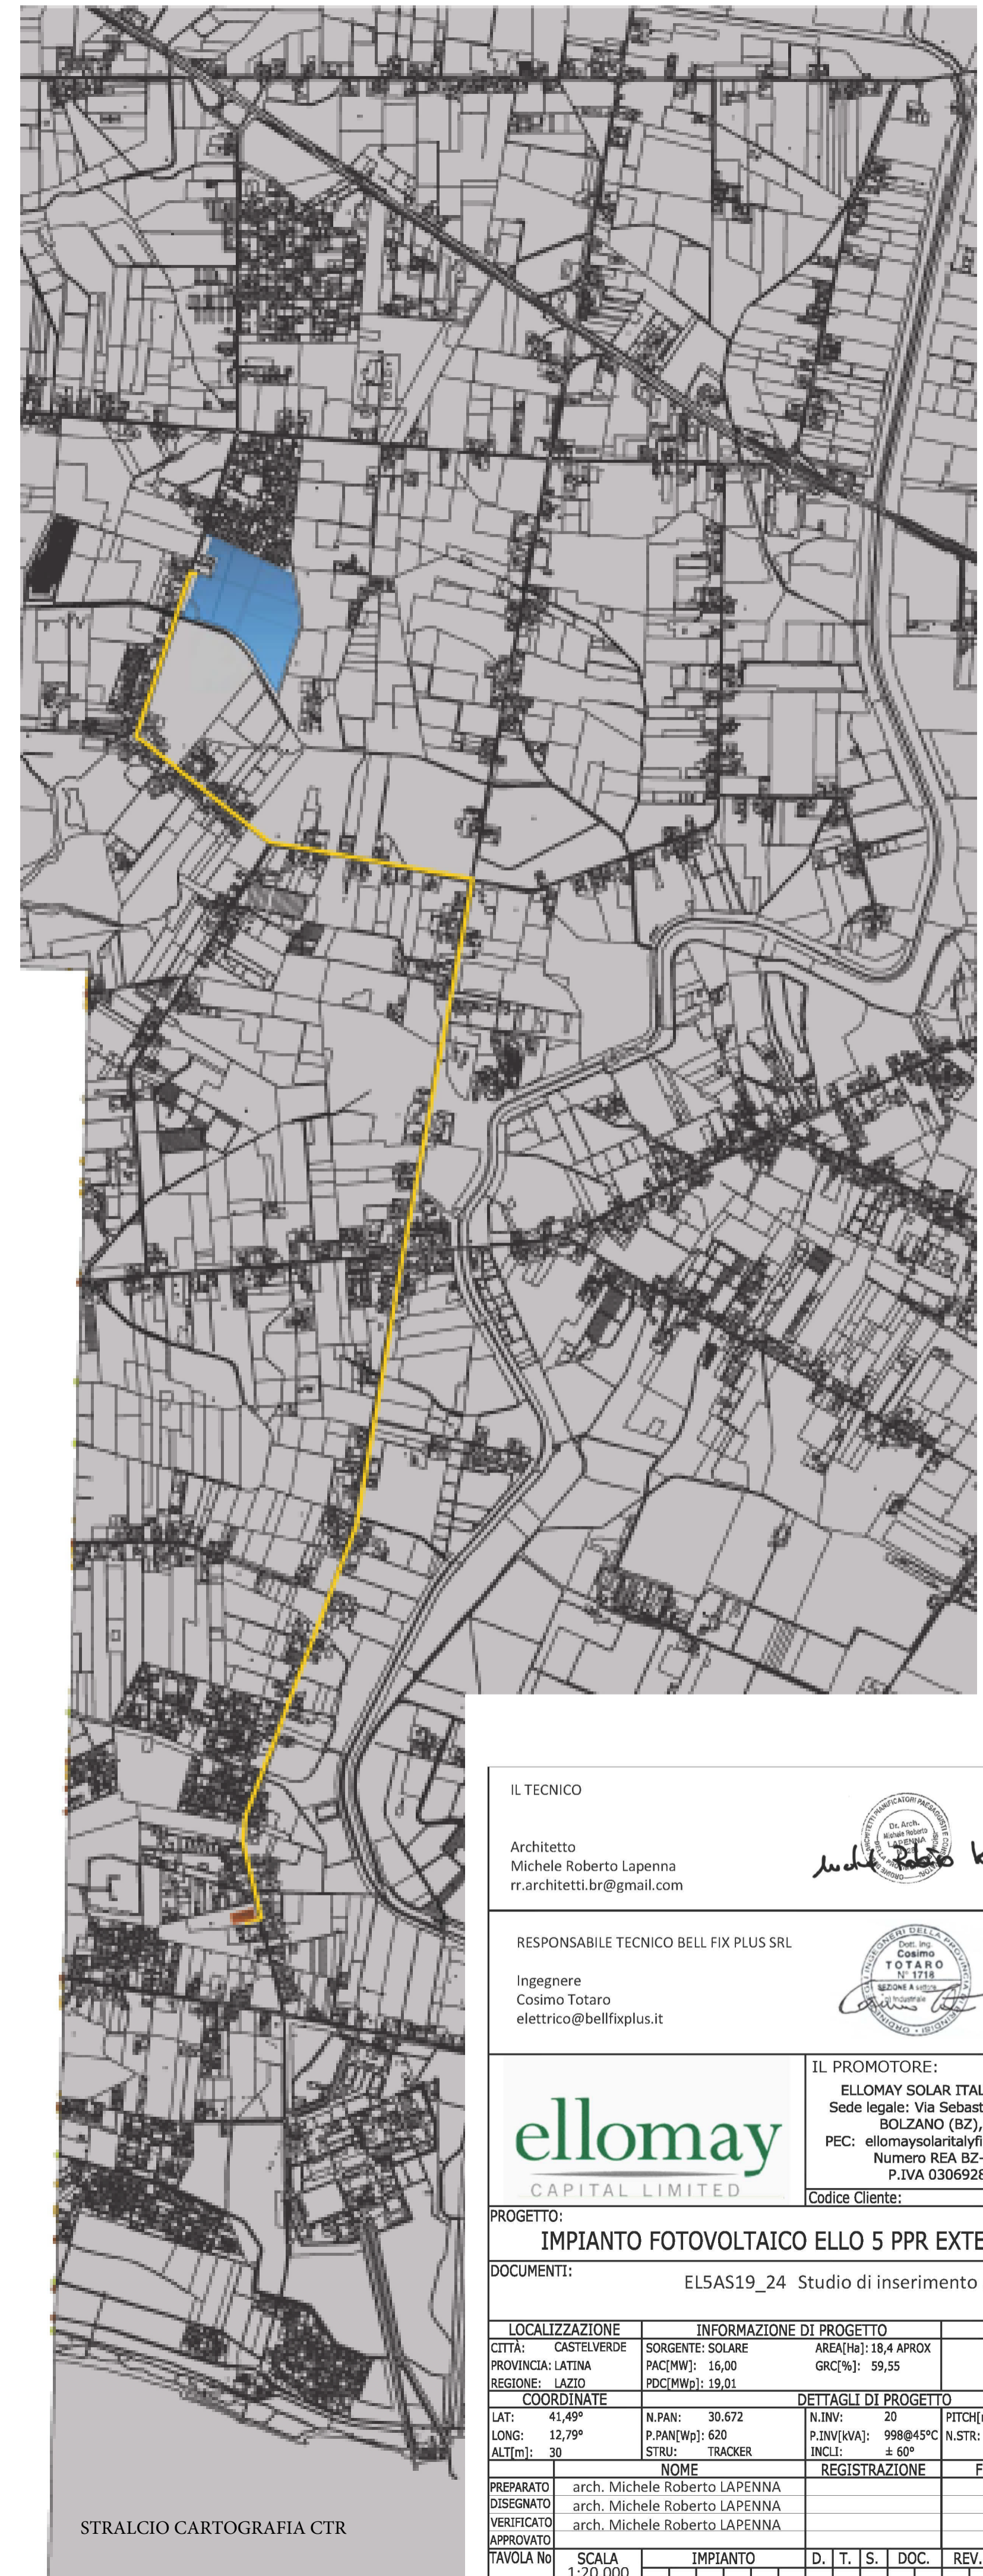 IL TECNICO
Architetto
Michele Roberto Lapenna
rr.architetti.br@gmail.com
Dr. Arch.
Michele Roberto
LAPENNA
RESPONSABILE TECNICO BELL FIX PLUS SRL
Ingegnere
Cosimo Totaro
elettrico@bellfixplus.it
Dott. Ing.
Cosimo
TOTARO
N° 1718
SEZIONE A
ellomay
CAPITAL LIMITED
IL PROMOTORE:
ELLOMAY SOLAR ITAL
Sede legale: Via Sebast
BOLZANO (BZ),
PEC: ellomaysolaritalyfi
Numero REA BZ-
P.IVA 0306928
Codice Cliente:
PROGETTO:
IMPIANTO FOTOVOLTAICO ELLO 5 PPR EXTE
DOCUMENTI:
EL5AS19_24 Studio di inserimento
LOCALIZZAZIONE INFORMAZIONE DI PROGETTO
CITTÀ: CASTELVERDE SORGENTE: SOLARE AREA[Ha]: 18,4 APROX
PROVINCIA: LATINA PAC[MW]: 16,00 GRC[%]: 59,55
REGIONE: LAZIO PDC[MWp]: 19,01
COORDINATE DETTAGLI DI PROGETTO
LAT: 41,49° N.PAN: 30.672 N.INV: 20 PITCH[
LONG: 12,79° P.PAN[Wp]: 620 P.INV[kVA]: 998@45°C N.STR:
ALT[m]: 30 STRU: TRACKER INCLI: ± 60°
NOME REGISTRAZIONE F
PREPARATO arch. Michele Roberto LAPENNA
DISEGNATO arch. Michele Roberto LAPENNA
VERIFICATO arch. Michele Roberto LAPENNA
APPROVATO
TAVOLA No SCALA IMPIANTO D. T. S. DOC. REV.
1:20.000
STRALCIO CARTOGRAFIA CTR